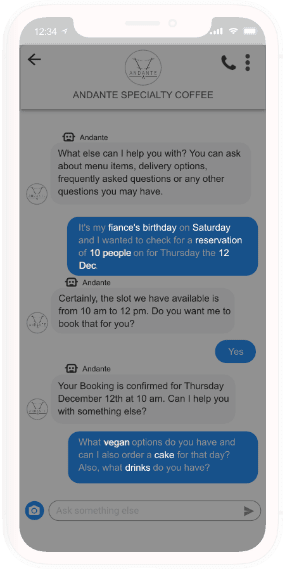 12:34
ANDANTE
ANDANTE SPECIALTY COFFEE
Andante
What else can I help you with? You can ask
about menu items, delivery options,
frequently asked questions or any other
questions you may have.
It's my fiance's birthday on Saturday
and I wanted to check for a reservation
of 10 people on for Thursday the 12
Dec.
Andante
Certainly, the slot we have available is
from 10 am to 12 pm. Do you want me to
book that for you?
Yes
Andante
Your Booking is confirmed for Thursday
December 12th at 10 am. Can I help you
with something else?
What vegan options do you have and
can I also order a cake for that day?
Also, what drinks do you have?
Ask something else